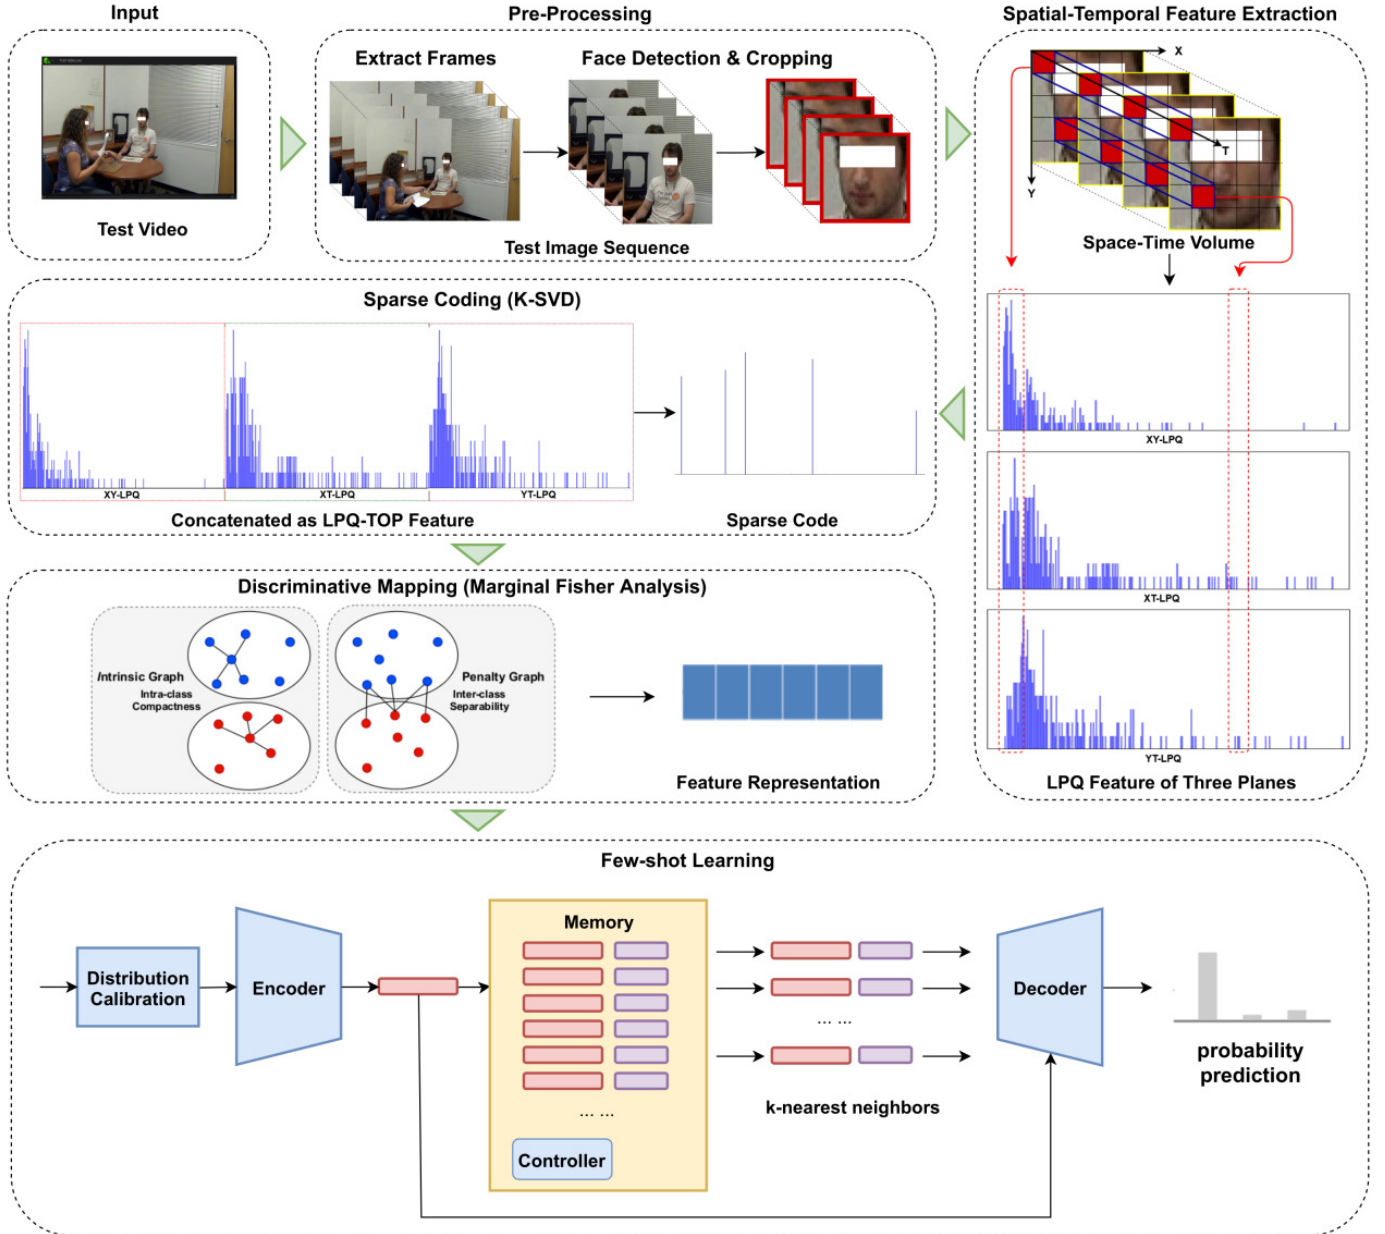 Input
Pre-Processing
Spatial-Temporal Feature Extraction
Extract Frames
Face Detection & Cropping
Test Video
Test Image Sequence
X
T
Y
Space-Time Volume
Sparse Coding (K-SVD)
XY-LPQ
XT-LPQ
YT-LPQ
Concatenated as LPQ-TOP Feature
Sparse Code
XY-LPQ
XT-LPQ
YT-LPQ
LPQ Feature of Three Planes
Discriminative Mapping (Marginal Fisher Analysis)
Intrinsic Graph
Intra-class
Compactness
Penalty Graph
Inter-class
Separability
Feature Representation
Few-shot Learning
Distribution
Calibration
Encoder
Memory
... ...
Controller
... ...
k-nearest neighbors
Decoder
probability
prediction